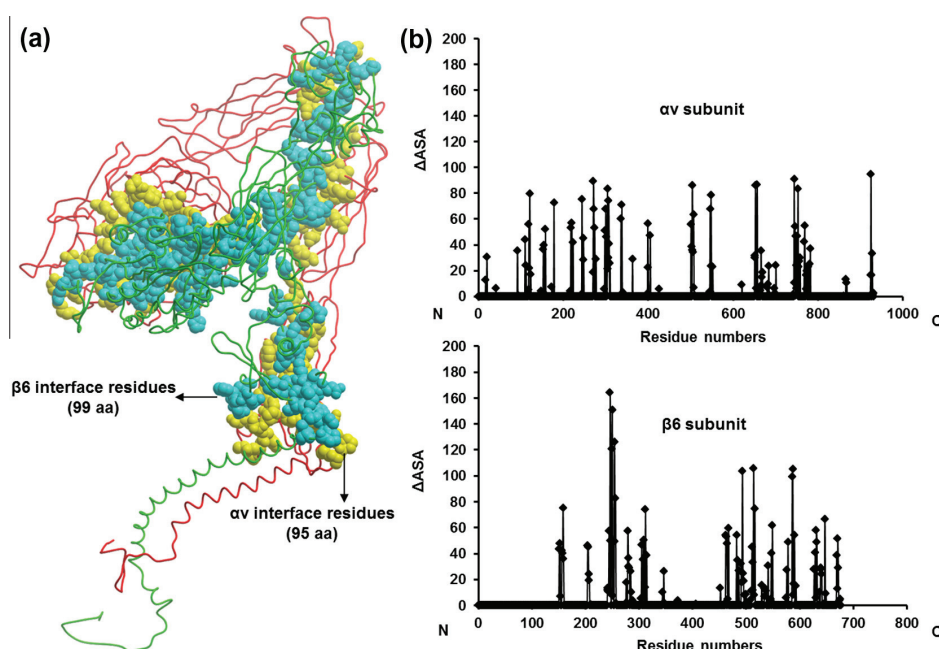 (a)
β6 interface residues
(99 aa)
αv interface residues
(95 aa)
(b)
200
180
160
140
120
100
80
60
40
20
0
ΔASA
αv subunit
0 200 400 600 800 1000
N Residue numbers C
200
180
160
140
120
100
80
60
40
20
0
ΔASA
β6 subunit
0 100 200 300 400 500 600 700 800
N Residue numbers C